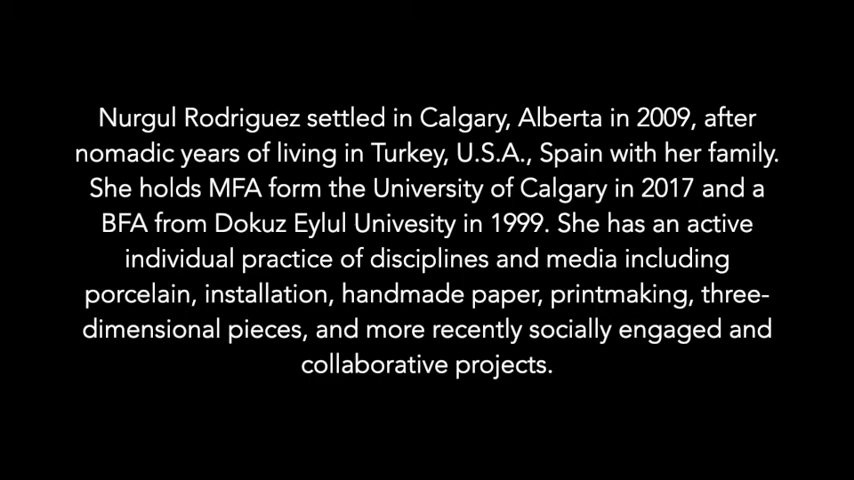 Nurgul Rodriguez settled in Calgary, Alberta in 2009, after
nomadic years of living in Turkey, U.S.A., Spain with her family.
She holds MFA form the University of Calgary in 2017 and a
BFA from Dokuz Eylul Univesity in 1999. She has an active
individual practice of disciplines and media including
porcelain, installation, handmade paper, printmaking, three-
dimensional pieces, and more recently socially engaged and
collaborative projects.